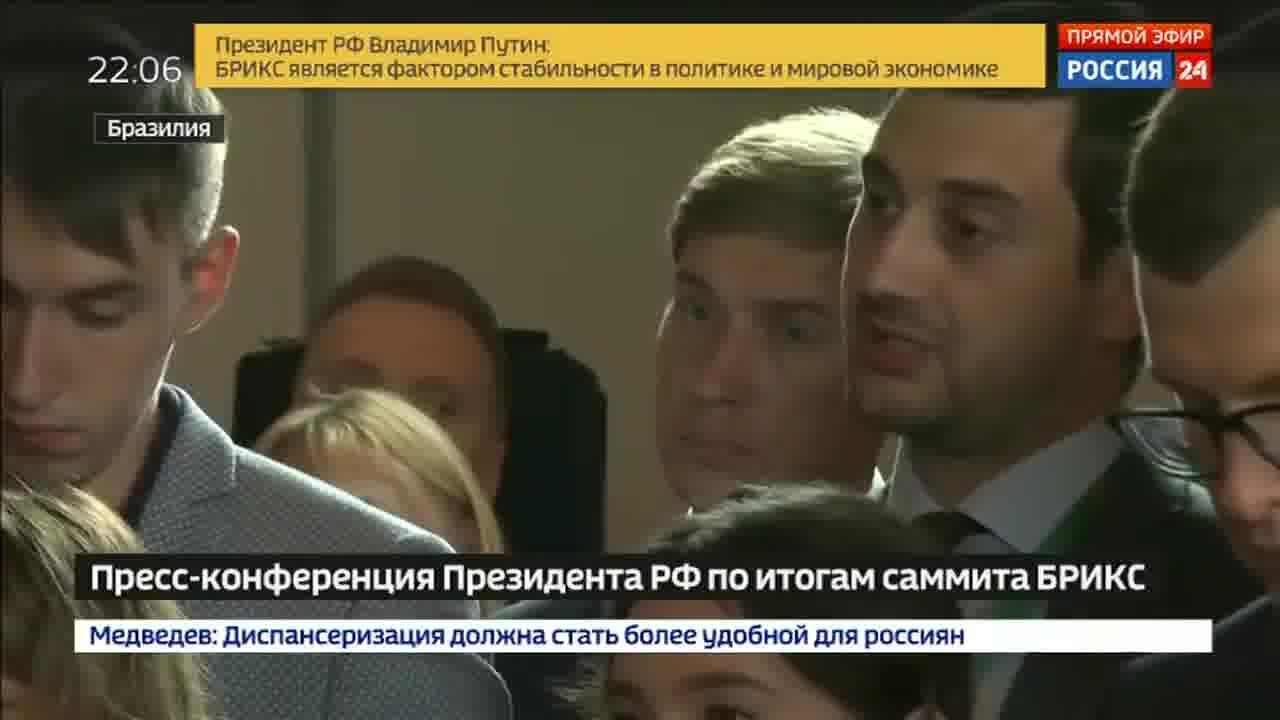 22:06
Президент РФ Владимир Путин:
БРИКС является фактором стабильности в политике и мировой экономике
ПРЯМОЙ ЭФИР
РОССИЯ 24
Бразилия
Пресс-конференция Президента РФ по итогам саммита БРИКС
Медведев: Диспансеризация должна стать более удобной для россиян